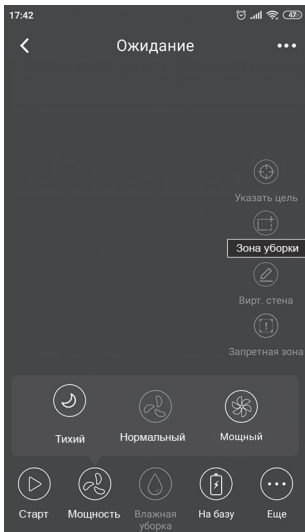 17:42
47
Ожидание
Указать цель
Зона уборки
Вирт. стена
Запретная зона
Тихий Нормальный Мощный
Старт Мощность Влажная уборка На базу Еще